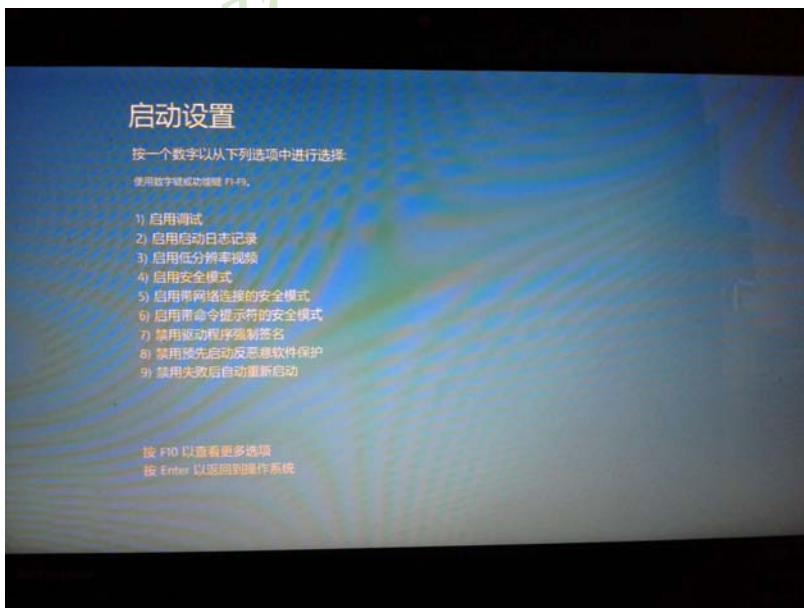 启动设置
按一个数字以从下列选项中进行选择:
使用数字键或功能键 F1-F9。
1) 启用调试
2) 启用启动日志记录
3) 启用低分辨率视频
4) 启用安全模式
5) 启用带网络连接的安全模式
6) 启用带命令提示符的安全模式
7) 禁用驱动程序强制签名
8) 禁用预先启动反恶意软件保护
9) 禁用失败后自动重新启动
按 F10 以查看更多选项
按 Enter 以返回到操作系统